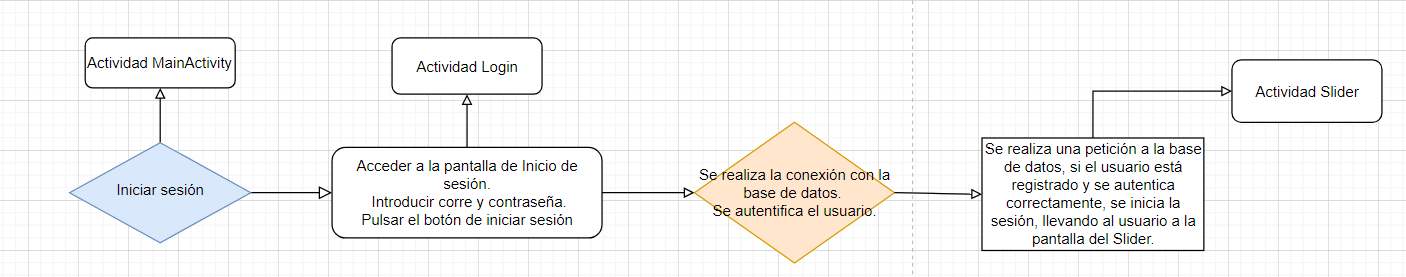 Actividad MainActivity
Actividad Login
Actividad Slider
Iniciar sesión
Acceder a la pantalla de Inicio de
sesión.
Introducir corre y contraseña.
Pulsar el botón de iniciar sesión
Se realiza la conexión con la
base de datos.
Se autentifica el usuario.
Se realiza una petición a la base
de datos, si el usuario está
registrado y se autentica
correctamente, se inicia la
sesión, llevando al usuario a la
pantalla del Slider.